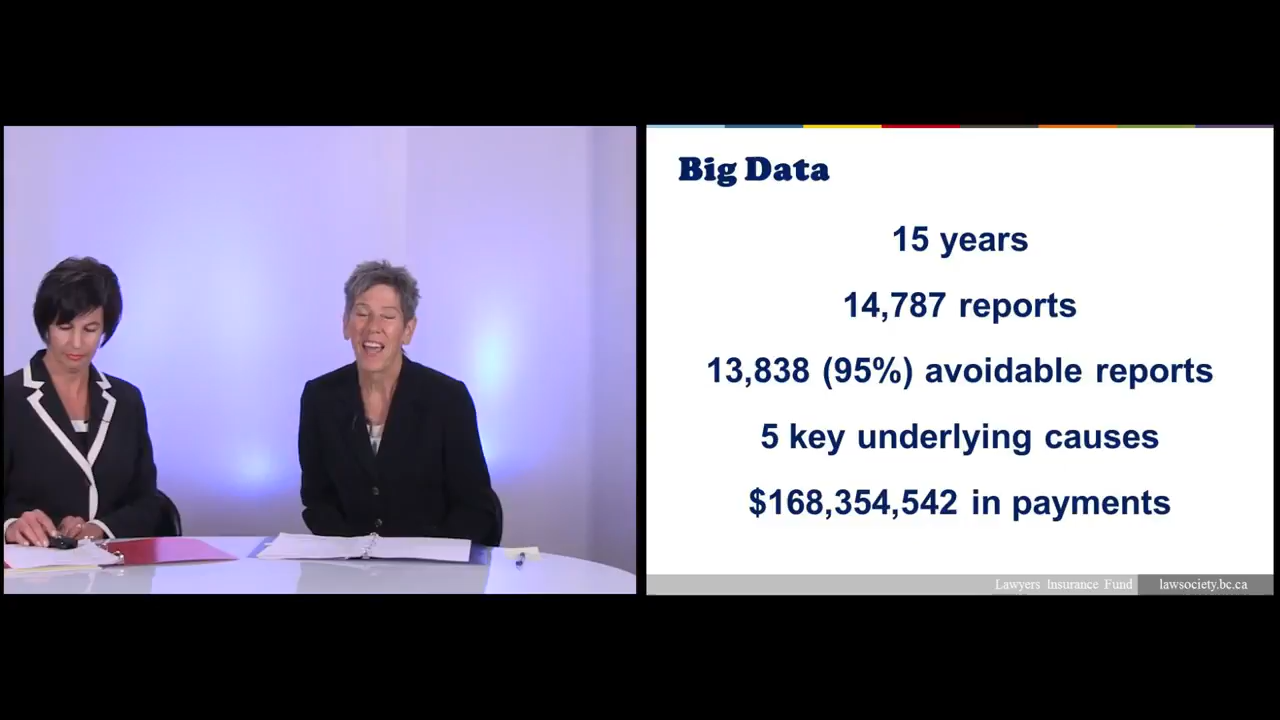 Big Data
15 years
14,787 reports
13,838 (95%) avoidable reports
5 key underlying causes
$168,354,542 in payments
Lawyers Insurance Fund
lawsociety.bc.ca